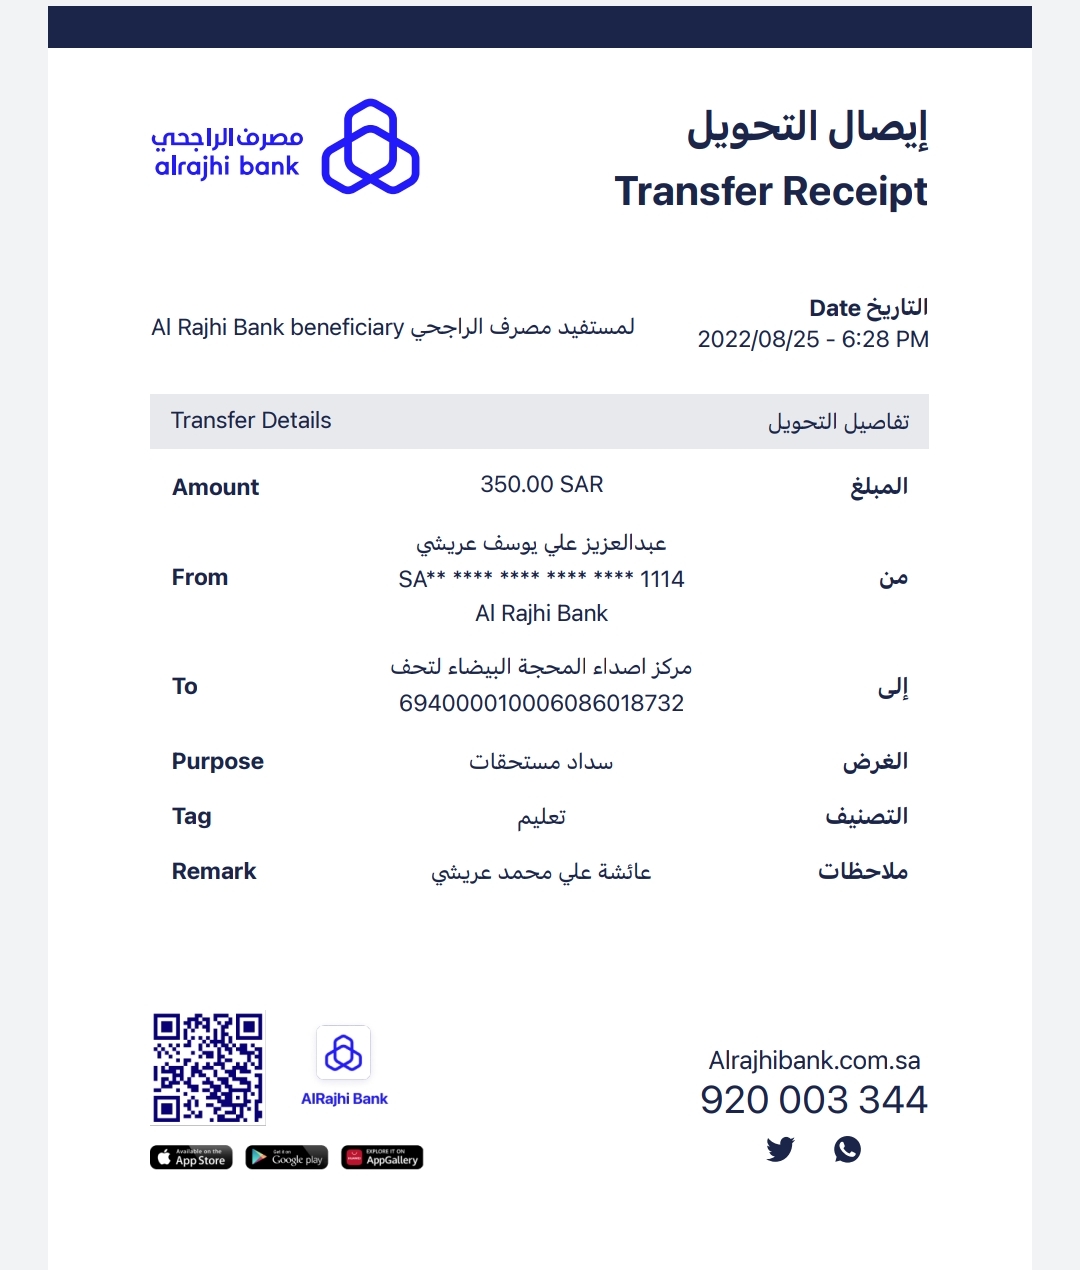 إيصال التحويل
Transfer Receipt
مصرف الراجحي
alrajhi bank
التاريخ Date
2022/08/25 - 6:28 PM
لمستفيد مصرف الراجحي Al Rajhi Bank beneficiary
Transfer Details تفاصيل التحويل
Amount 350.00 SAR المبلغ
عبدالعزيز علي يوسف عريشي
From SA** **** **** **** **** 1114 من
Al Rajhi Bank
مركز اصداء المحجة البيضاء لتحف
To 694000010006086018732 إلى
Purpose سداد مستحقات الغرض
Tag تعليم التصنيف
Remark عائشة علي محمد عريشي ملاحظات
AlRajhi Bank
Available on the
App Store
Get it on
Google play
EXPLORE IT ON
AppGallery
Alrajhibank.com.sa
920 003 344